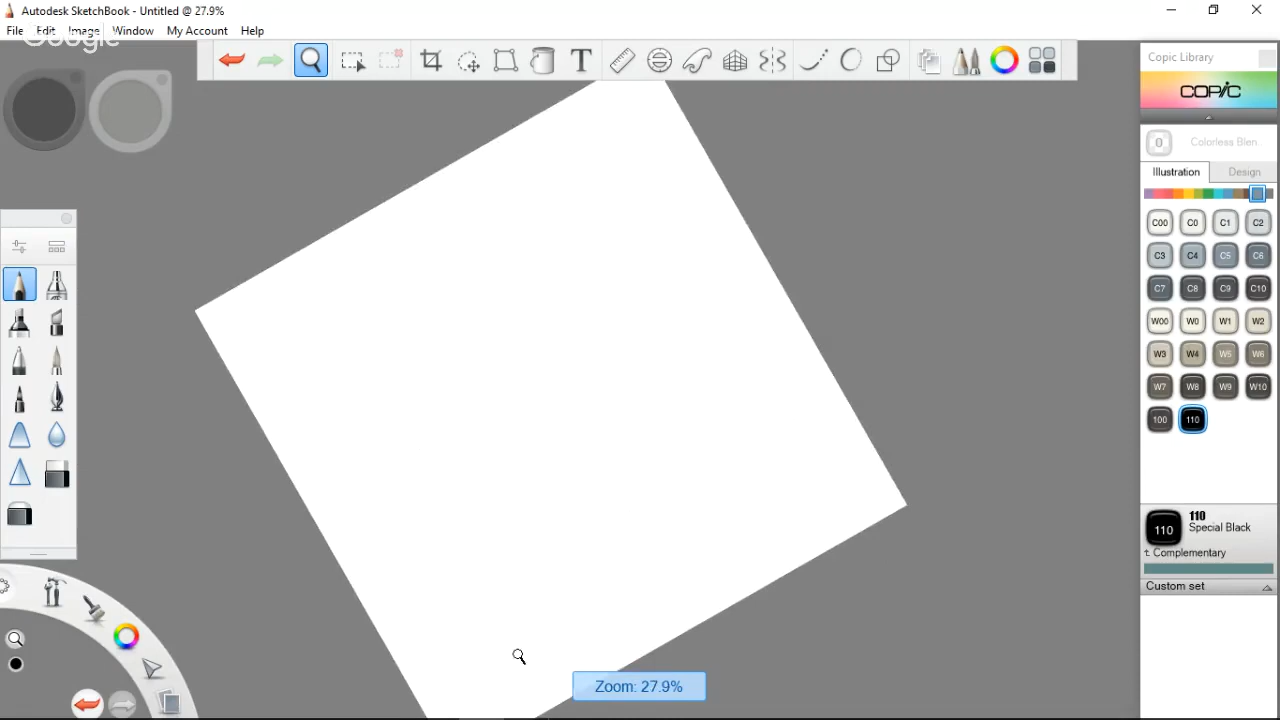 Autodesk SketchBook - Untitled @ 27.9%
File Edit Image Window My Account Help
Google
T
Copic Library
COPIC
0 Colorless Blen
Illustration Design
C00 C0 C1 C2
C3 C4 C5 C6
C7 C8 C9 C10
W00 W0 W1 W2
W3 W4 W5 W6
W7 W8 W9 W10
100 110
110
110 Special Black
Complementary
Custom set
Zoom: 27.9%